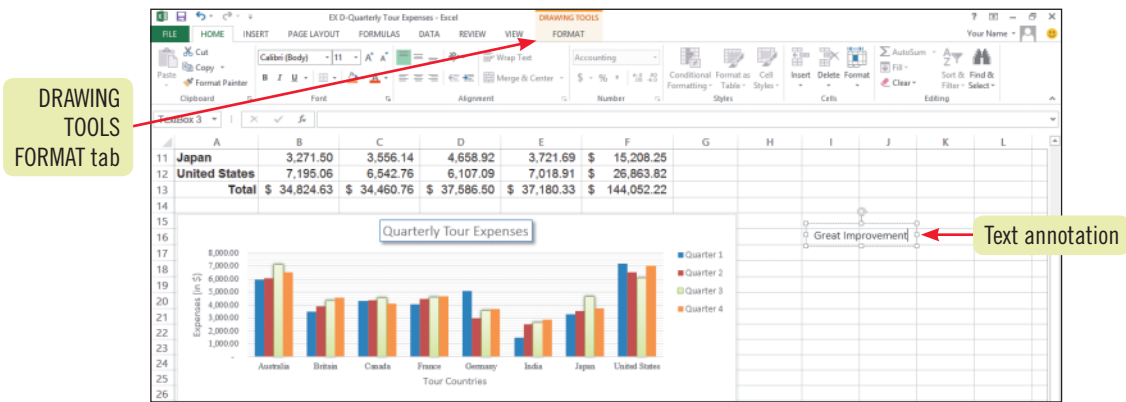 EX D-Quarterly Tour Expenses - Excel
DRAWING TOOLS
?
FILE HOME INSERT PAGE LAYOUT FORMULAS DATA REVIEW VIEW FORMAT Your Name
Cut
Copy
Format Painter
Paste
Calibri (Body) 11 A A
B I U A
Wrap Text
Merge & Center
Accounting
$ % ,
Conditional Formatting
Format as Table
Cell Styles
Insert Delete Format
AutoSum
Fill
Clear
Sort & Filter
Find & Select
Clipboard Font Alignment Number Styles Cells Editing
TextBox 3 fx
A B C D E F G H I J K L
11 Japan 3,271.50 3,556.14 4,658.92 3,721.69 $ 15,208.25
12 United States 7,195.06 6,542.76 6,107.09 7,018.91 $ 26,863.82
13 Total $ 34,824.63 $ 34,460.76 $ 37,586.50 $ 37,180.33 $ 144,052.22
14
15
16
17
18
19
20
21
22
23
24
25
26
DRAWING
TOOLS
FORMAT tab
Quarterly Tour Expenses
Expenses (in $)
8,000.00
7,000.00
6,000.00
5,000.00
4,000.00
3,000.00
2,000.00
1,000.00
-
Australia Britain Canada France Germany India Japan United States
Tour Countries
Quarter 1
Quarter 2
Quarter 3
Quarter 4
Great Improvement
Text annotation